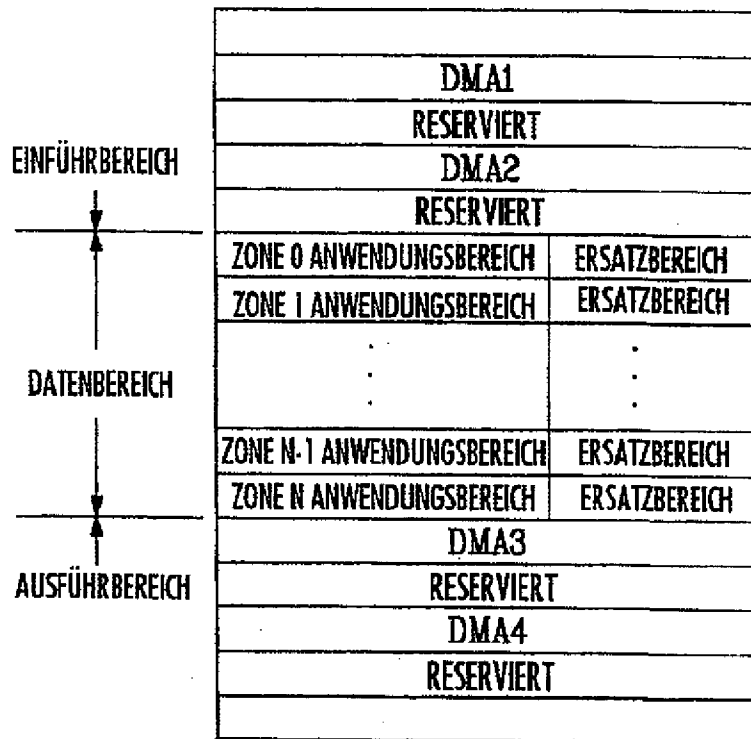 DMA1
RESERVIERT
EINFÜHRBEREICH
DMA2
RESERVIERT
ZONE 0 ANWENDUNGSBEREICH ERSATZBEREICH
ZONE 1 ANWENDUNGSBEREICH ERSATZBEREICH
DATENBEREICH
ZONE N-1 ANWENDUNGSBEREICH ERSATZBEREICH
ZONE N ANWENDUNGSBEREICH ERSATZBEREICH
DMA3
AUSFÜHRBEREICH
RESERVIERT
DMA4
RESERVIERT